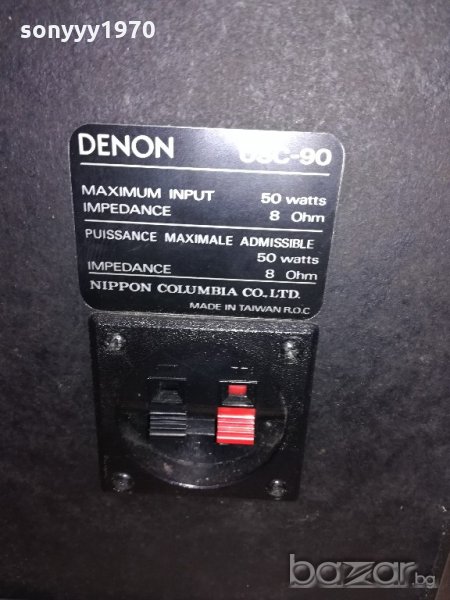 sonyyy1970
DENON USC-90
MAXIMUM INPUT 50 watts
IMPEDANCE 8 Ohm
PUISSANCE MAXIMALE ADMISSIBLE
50 watts
IMPEDANCE 8 Ohm
NIPPON COLUMBIA CO., LTD.
MADE IN TAIWAN R.O.C
bazar.bg